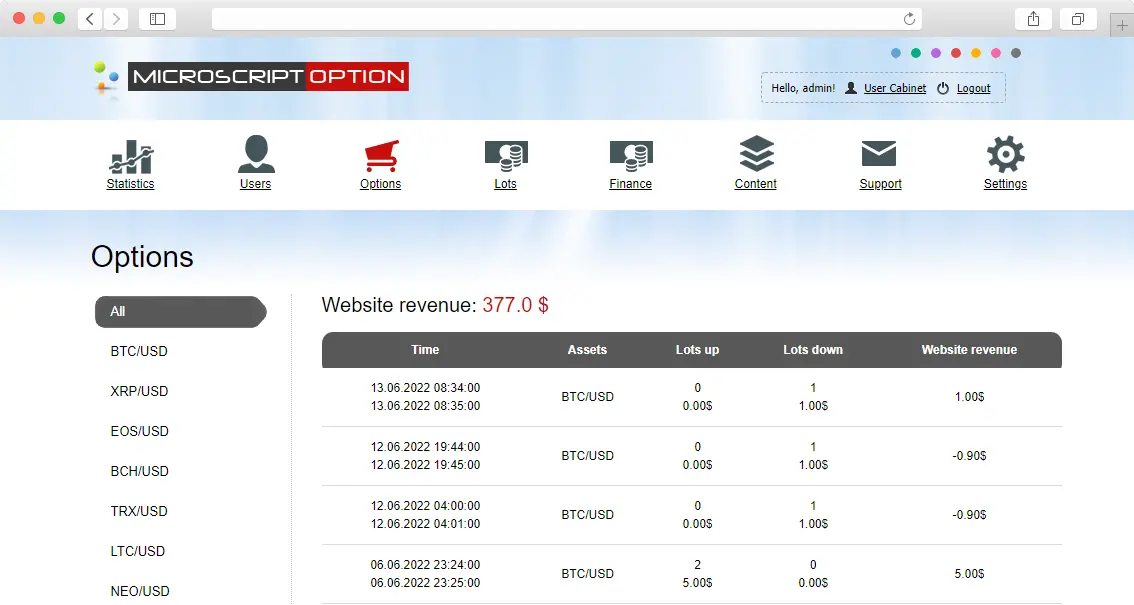 MICROSCRIPT OPTION
Hello, admin! User Cabinet Logout
Statistics Users Options Lots Finance Content Support Settings
Options
All
BTC/USD
XRP/USD
EOS/USD
BCH/USD
TRX/USD
LTC/USD
NEO/USD
Website revenue: 377.0 $
Time Assets Lots up Lots down Website revenue
13.06.2022 08:34:00
13.06.2022 08:35:00
BTC/USD
0
0.00$
1
1.00$
1.00$
12.06.2022 19:44:00
12.06.2022 19:45:00
BTC/USD
0
0.00$
1
1.00$
-0.90$
12.06.2022 04:00:00
12.06.2022 04:01:00
BTC/USD
0
0.00$
1
1.00$
-0.90$
06.06.2022 23:24:00
06.06.2022 23:25:00
BTC/USD
2
5.00$
0
0.00$
5.00$